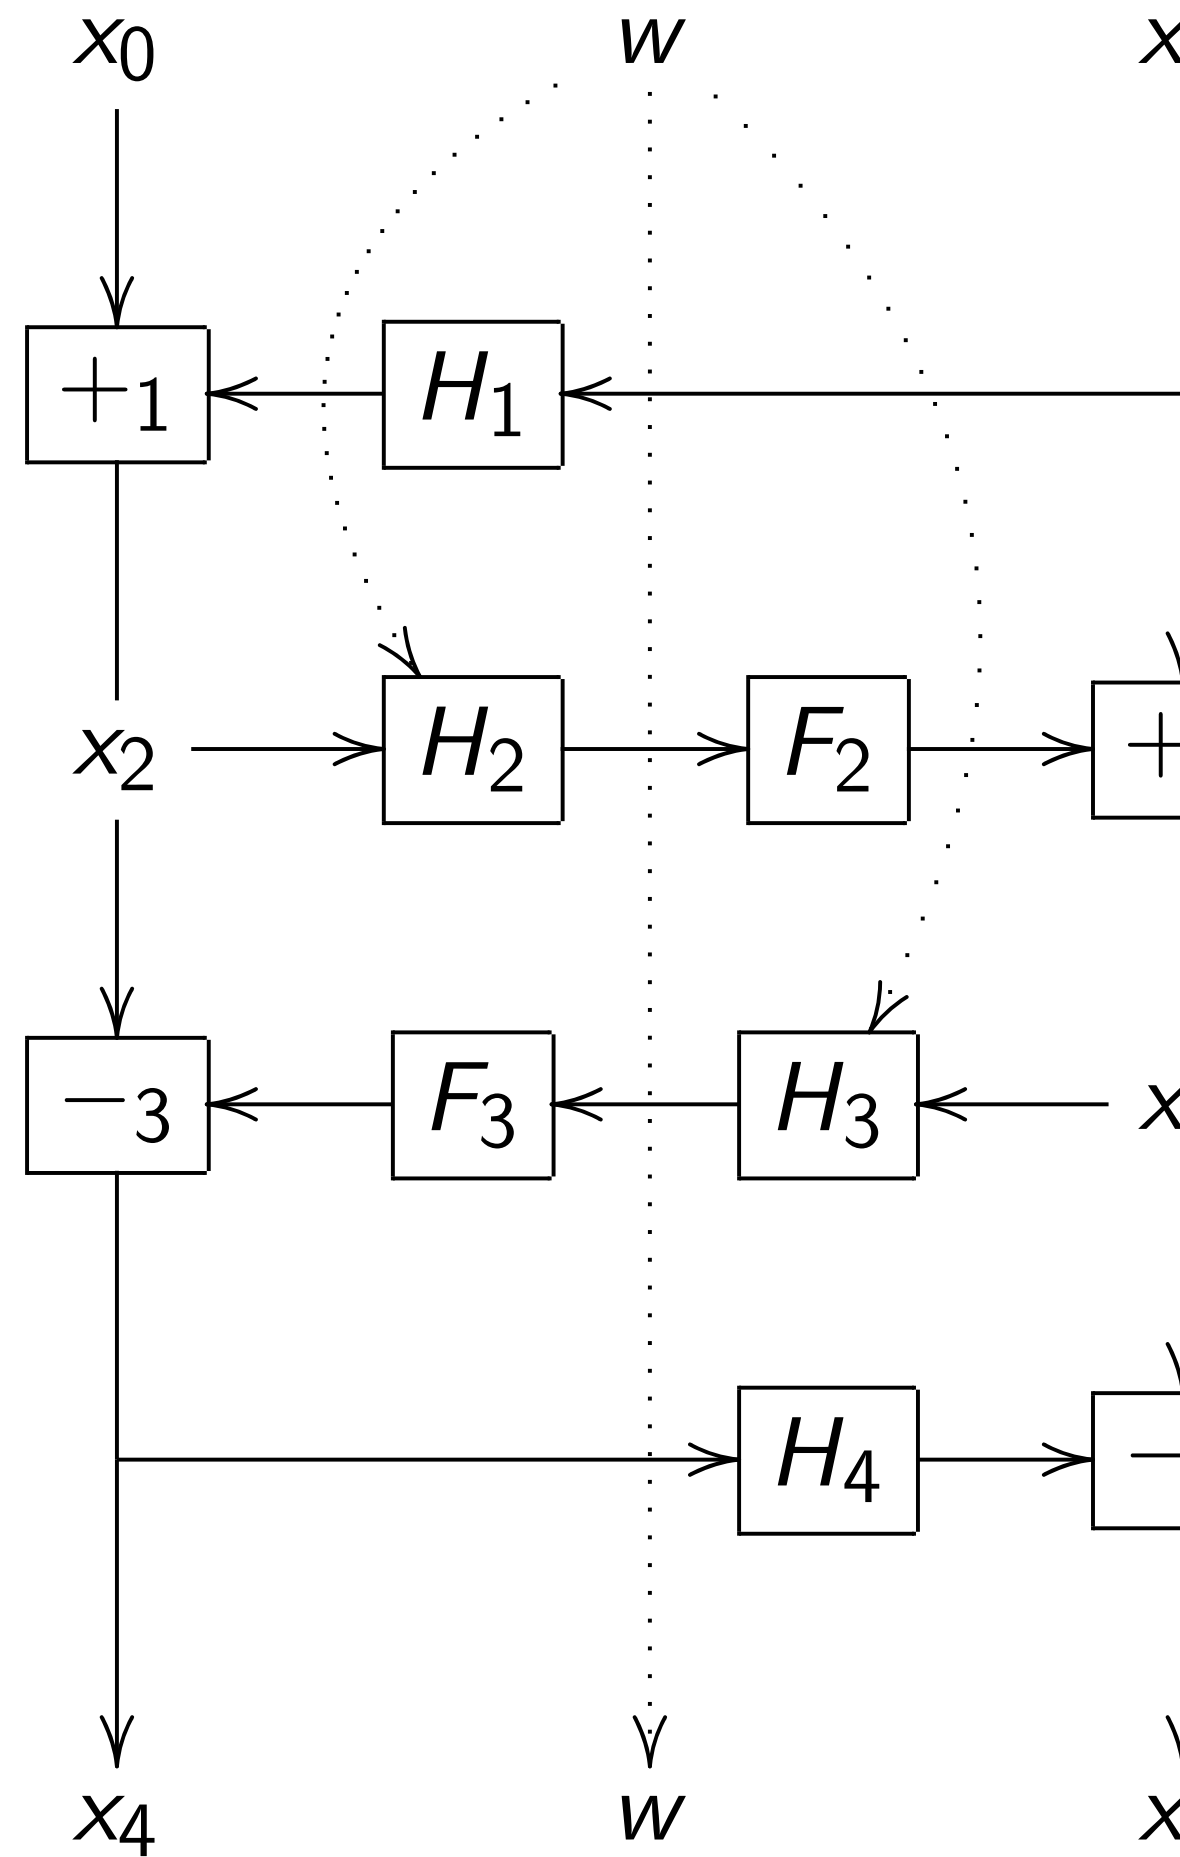 x₀ w x
+₁ H₁
x₂ H₂ F₂ +
−₃ F₃ H₃ x
H₄ −
x₄ w x